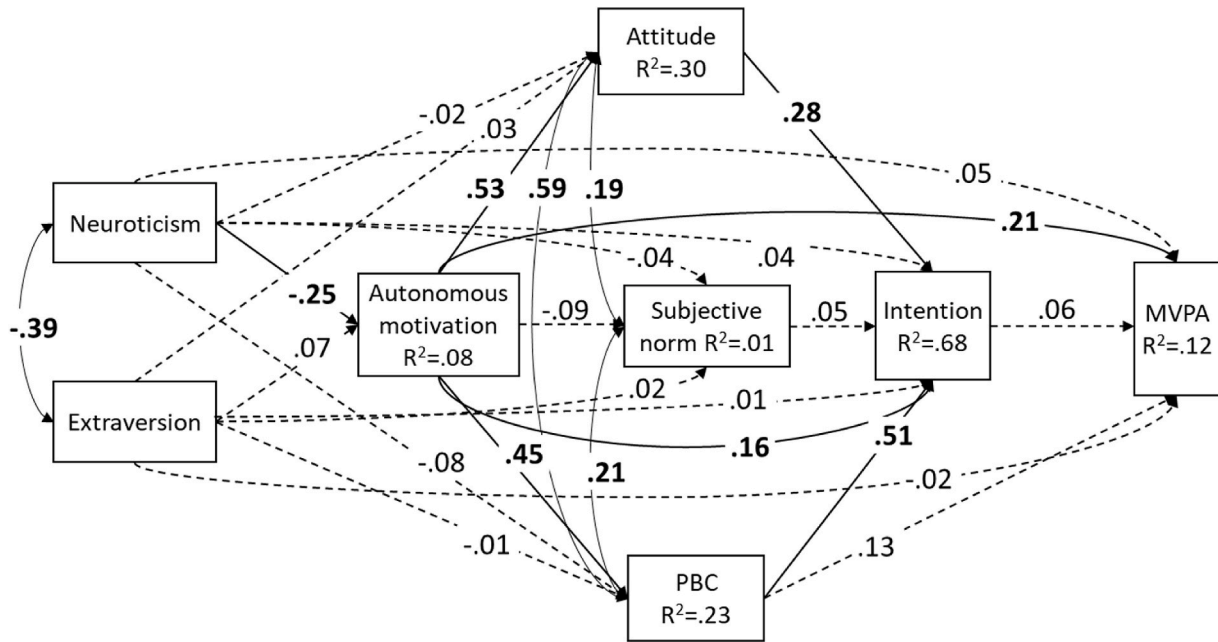 Attitude
R²=.30
-.02
.03
.28
.05
Neuroticism
.53
.59
.19
.21
-.04
.04
-.25
Autonomous
motivation
R²=.08
-.09
Subjective
norm R²=.01
.05
Intention
R²=.68
.06
MVPA
R²=.12
-.39
.07
.02
.01
Extraversion
.45
.16
.51
-.08
.21
-.02
-.01
.13
PBC
R²=.23